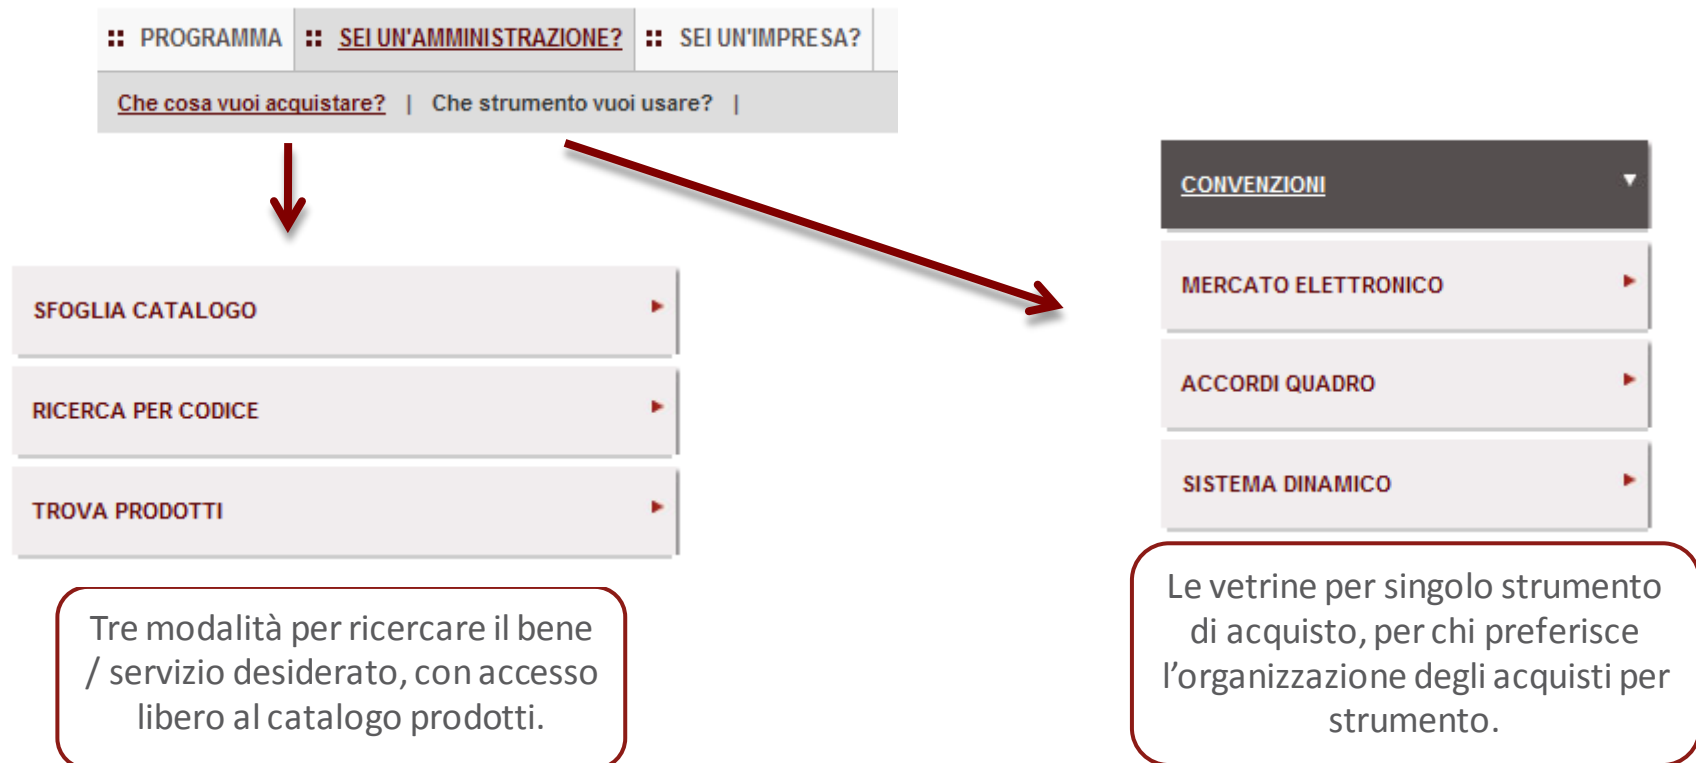 PROGRAMMA SEI UN'AMMINISTRAZIONE? SEI UN'IMPRESA?
Che cosa vuoi acquistare? | Che strumento vuoi usare? |
SFOGLIA CATALOGO
RICERCA PER CODICE
TROVA PRODOTTI
Tre modalità per ricercare il bene
/ servizio desiderato, con accesso
libero al catalogo prodotti.
CONVENZIONI
MERCATO ELETTRONICO
ACCORDI QUADRO
SISTEMA DINAMICO
Le vetrine per singolo strumento
di acquisto, per chi preferisce
l’organizzazione degli acquisti per
strumento.